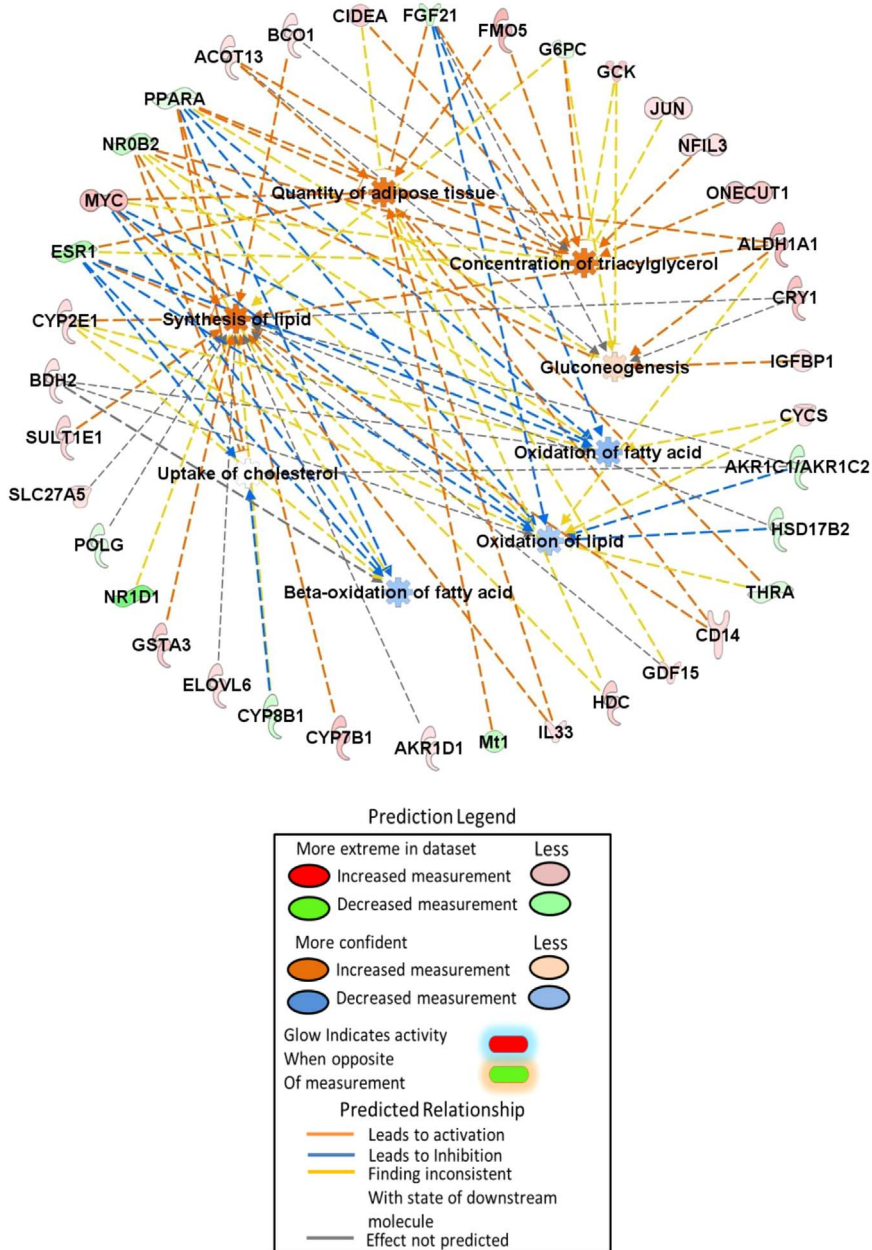 CIDEA
FGF21
BCO1
FMO5
ACOT13
G6PC
GCK
PPARA
JUN
NR0B2
NFIL3
MYC
Quantity of adipose tissue
ONECUT1
ESR1
ALDH1A1
Concentration of triacylglycerol
CYP2E1
Synthesis of lipid
CRY1
BDH2
Gluconeogenesis
IGFBP1
SULT1E1
CYCS
Oxidation of fatty acid
SLC27A5
Uptake of cholesterol
AKR1C1/AKR1C2
POLG
Oxidation of lipid
HSD17B2
NR1D1
Beta-oxidation of fatty acid
THRA
GSTA3
CD14
ELOVL6
GDF15
CYP8B1
HDC
CYP7B1
AKR1D1
Mt1
IL33
Prediction Legend
More extreme in dataset Less
Increased measurement
Decreased measurement
More confident Less
Increased measurement
Decreased measurement
Glow Indicates activity
When opposite
Of measurement
Predicted Relationship
Leads to activation
Leads to Inhibition
Finding inconsistent
With state of downstream
molecule
Effect not predicted